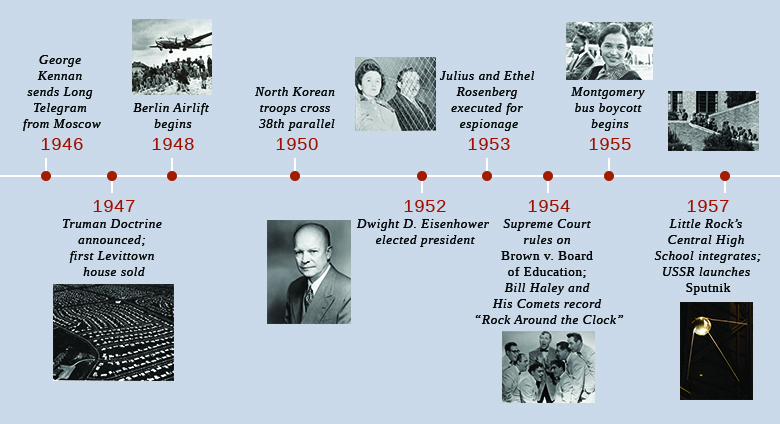 George
Kennan
sends Long
Telegram
from Moscow
1946
1947
Truman Doctrine
announced;
first Levittown
house sold
Berlin Airlift
begins
1948
North Korean
troops cross
38th parallel
1950
1952
Dwight D. Eisenhower
elected president
Julius and Ethel
Rosenberg
executed for
espionage
1953
1954
Supreme Court
rules on
Brown v. Board
of Education;
Bill Haley and
His Comets record
“Rock Around the Clock”
Montgomery
bus boycott
begins
1955
1957
Little Rock’s
Central High
School integrates;
USSR launches
Sputnik